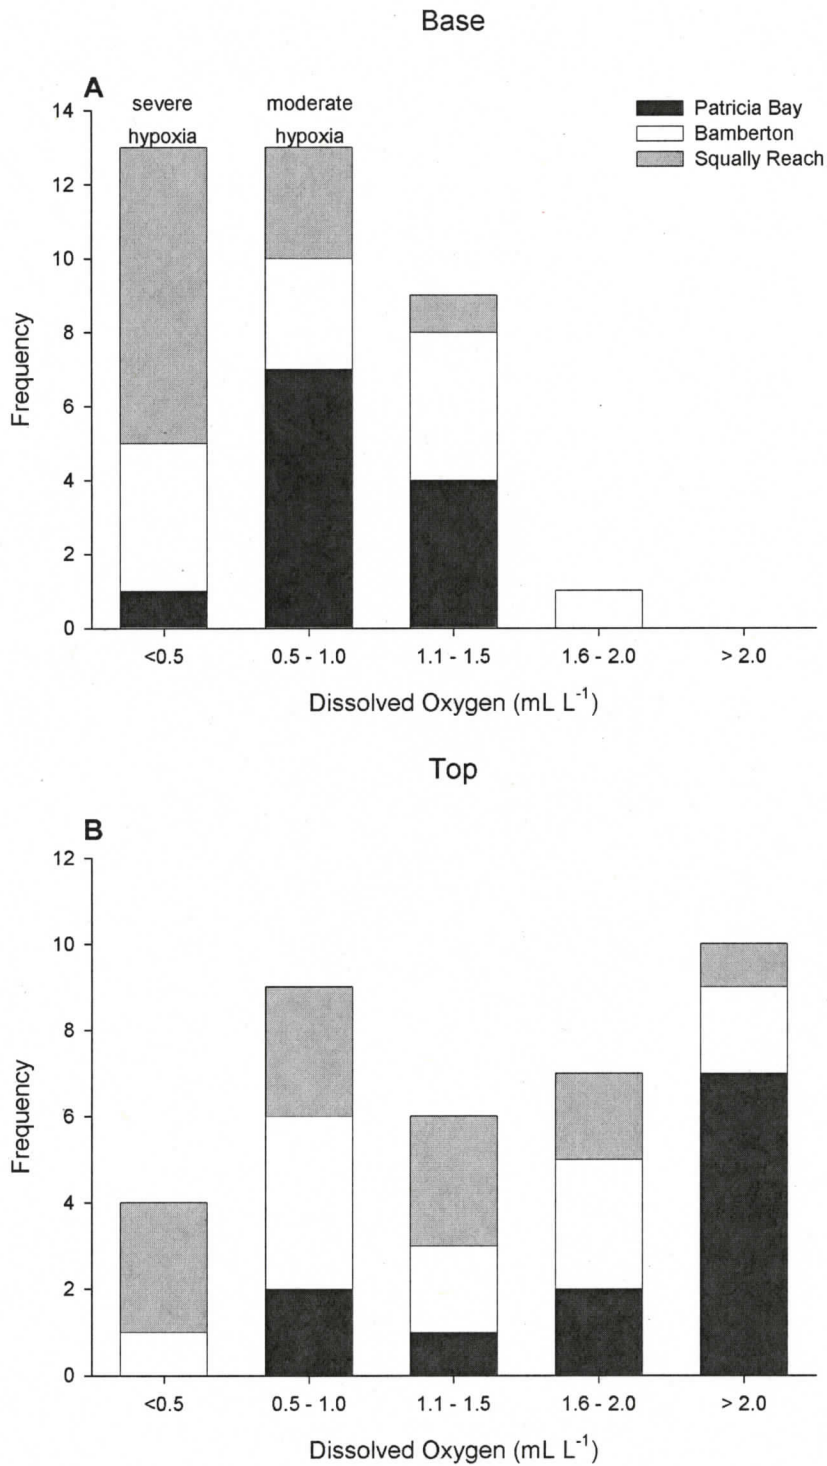 Base
A
severe
hypoxia
moderate
hypoxia
Patricia Bay
Bamberton
Squally Reach
14
12
10
8
6
4
2
0
Frequency
<0.5
0.5 - 1.0
1.1 - 1.5
1.6 - 2.0
> 2.0
Dissolved Oxygen (mL L⁻¹)
Top
B
12
10
8
6
4
2
0
Frequency
<0.5
0.5 - 1.0
1.1 - 1.5
1.6 - 2.0
> 2.0
Dissolved Oxygen (mL L⁻¹)